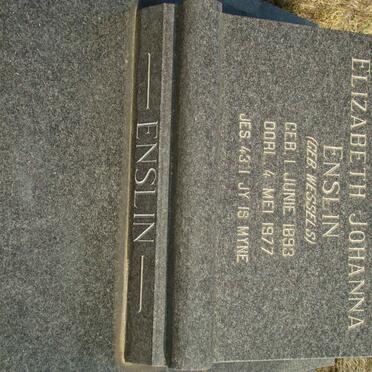 ELIZABETH JOHANNA
ENSLIN
(GEB WESSELS)
GEB. 1 JUNIE 1893
OORL. 4 MEI 1977
JES 43:1 JY IS MYNE
— ENSLIN —